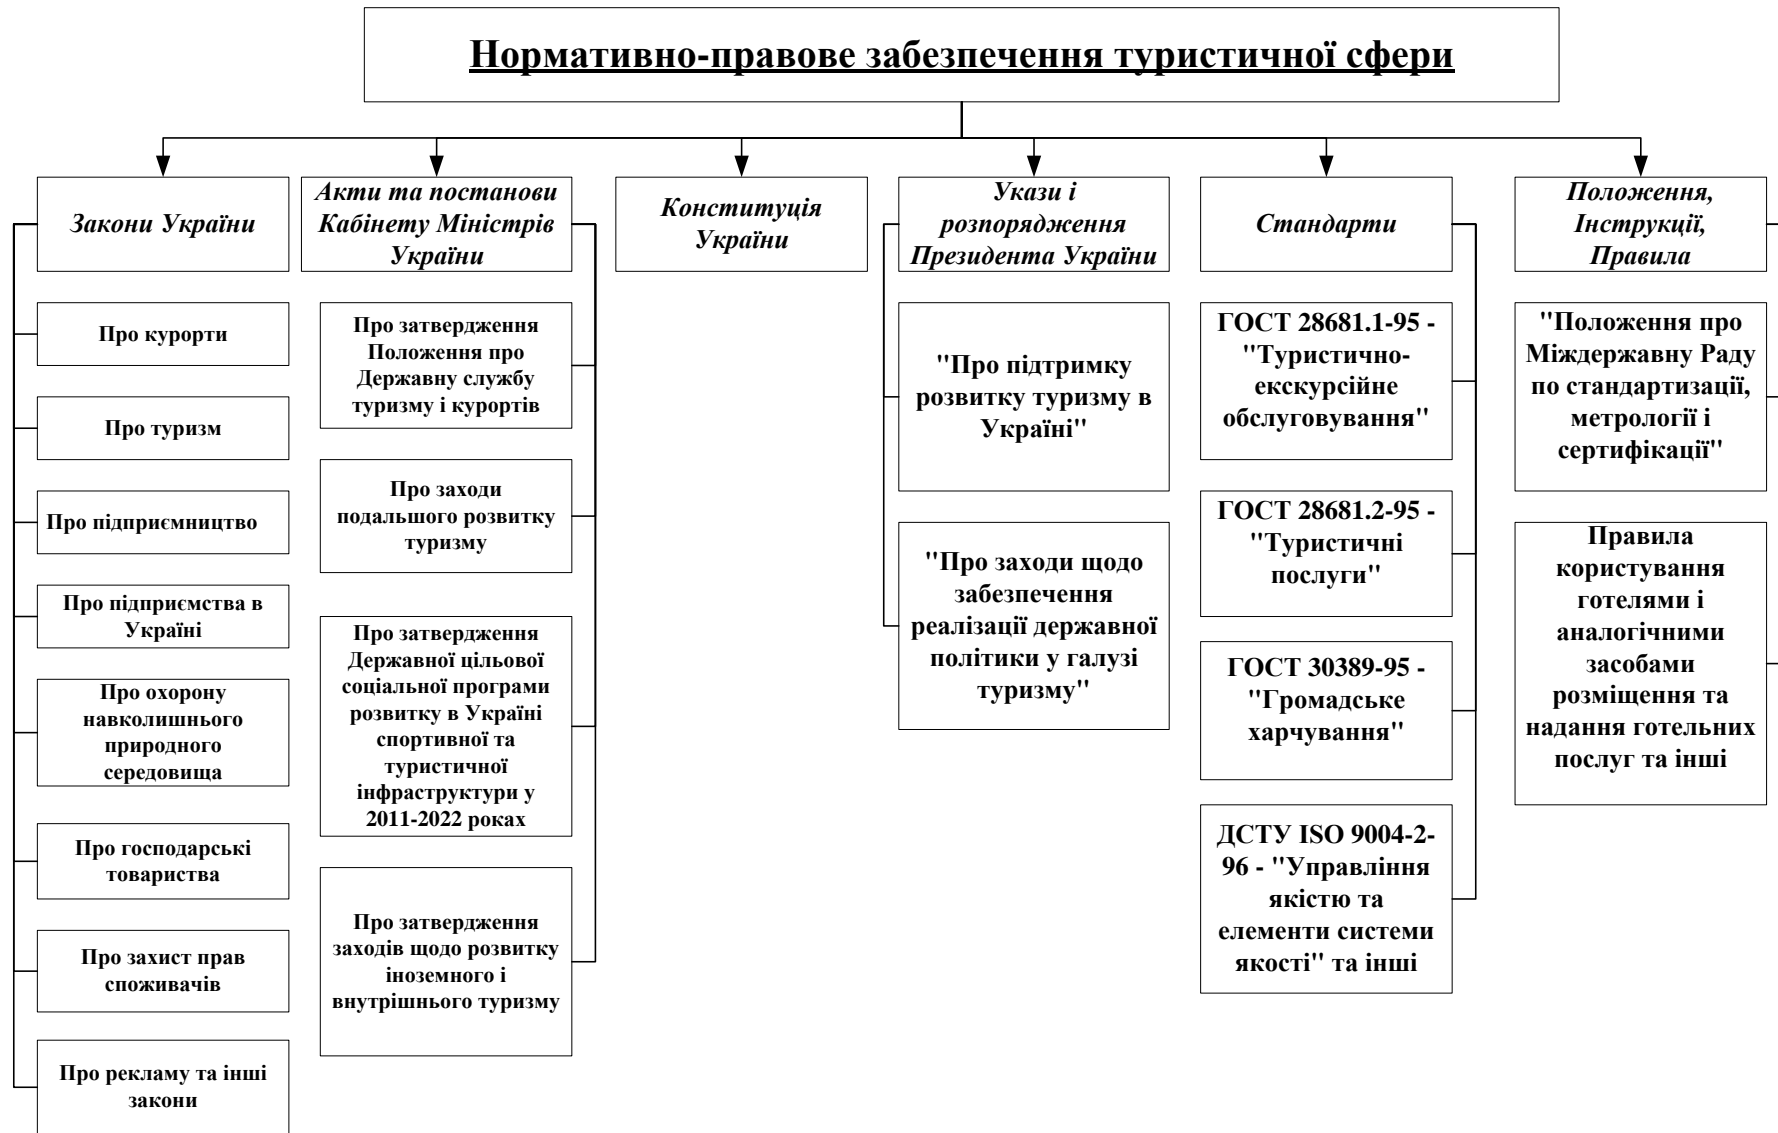 Нормативно-правове забезпечення туристичної сфери
Закони України
Про курорти
Про туризм
Про підприємництво
Про підприємства в
Україні
Про охорону
навколишнього
природного
середовища
Про господарські
товариства
Про захист прав
споживачів
Про рекламу та інші
закони
Акти та постанови
Кабінету Міністрів
України
Про затвердження
Положення про
Державну службу
туризму і курортів
Про заходи
подальшого розвитку
туризму
Про затвердження
Державної цільової
соціальної програми
розвитку в Україні
спортивної та
туристичної
інфраструктури у
2011-2022 роках
Про затвердження
заходів щодо розвитку
іноземного і
внутрішнього туризму
Конституція
України
Укази і
розпорядження
Президента України
"Про підтримку
розвитку туризму в
Україні"
"Про заходи щодо
забезпечення
реалізації державної
політики у галузі
туризму"
Стандарти
ГОСТ 28681.1-95 -
"Туристично-
екскурсійне
обслуговування"
ГОСТ 28681.2-95 -
"Туристичні
послуги"
ГОСТ 30389-95 -
"Громадське
харчування"
ДСТУ ISO 9004-2-
96 - "Управління
якістю та
елементи системи
якості" та інші
Положення,
Інструкції,
Правила
"Положення про
Міждержавну Раду
по стандартизації,
метрології і
сертифікації"
Правила
користування
готелями і
аналогічними
засобами
розміщення та
надання готельних
послуг та інші